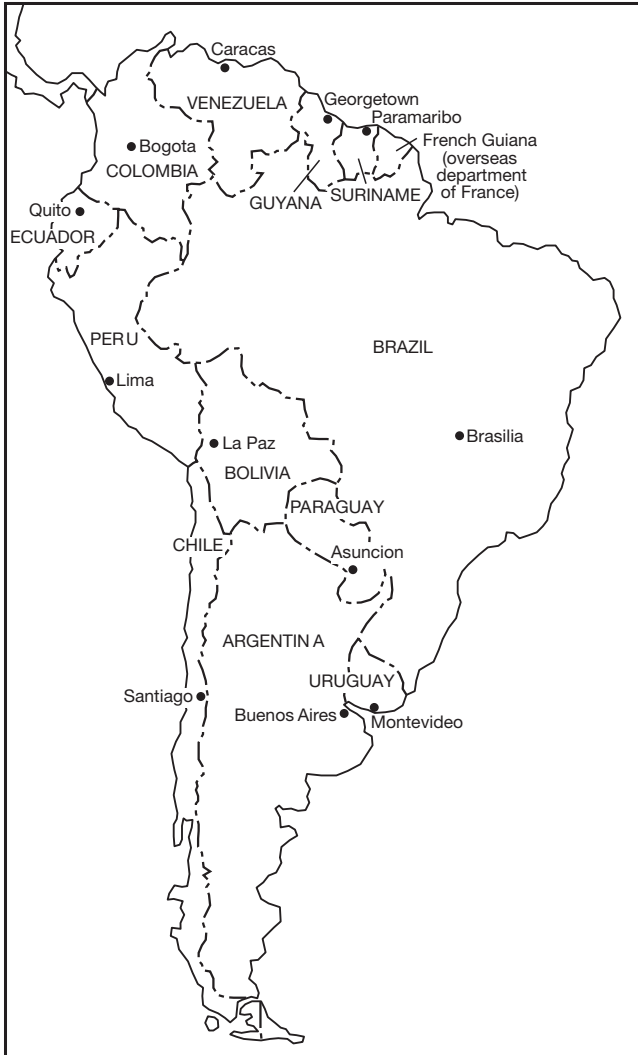 Caracas
VENEZUELA
Georgetown
Paramaribo
French Guiana
(overseas
department
of France)
Bogota
COLOMBIA
GUYANA
SURINAME
Quito
ECUADOR
PERU
BRAZIL
Lima
Brasilia
La Paz
BOLIVIA
PARAGUAY
CHILE
Asuncion
ARGENTINA
URUGUAY
Santiago
Buenos Aires
Montevideo